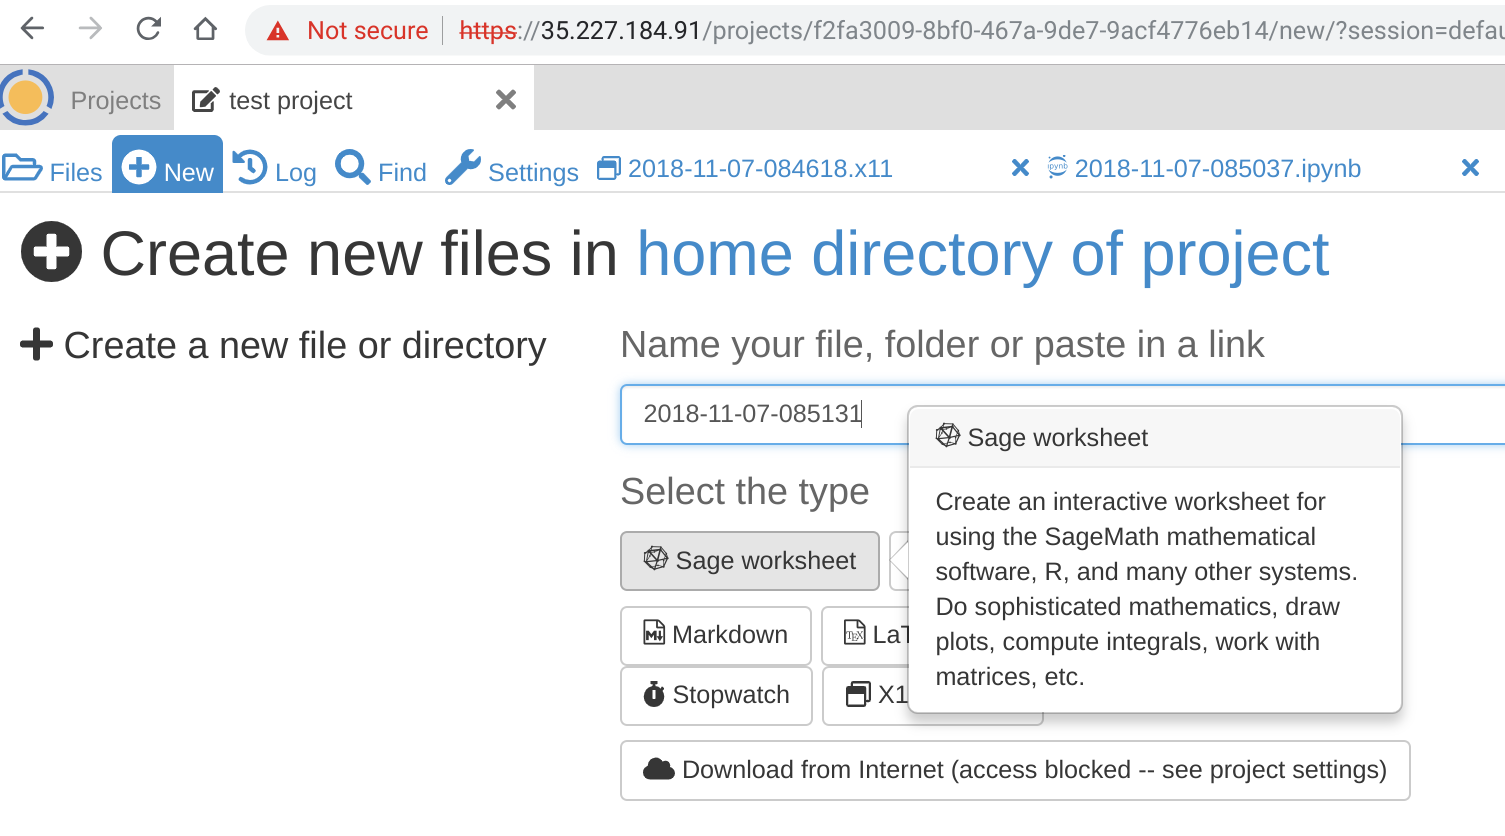 Not secure https://35.227.184.91/projects/f2fa3009-8bf0-467a-9de7-9acf4776eb14/new/?session=defau
Projects test project
Files New Log Find Settings 2018-11-07-084618.x11 2018-11-07-085037.ipynb
Create new files in home directory of project
Create a new file or directory
Name your file, folder or paste in a link
2018-11-07-085131
Sage worksheet
Create an interactive worksheet for
using the SageMath mathematical
software, R, and many other systems.
Do sophisticated mathematics, draw
plots, compute integrals, work with
matrices, etc.
Select the type
Sage worksheet
Markdown LaT
Stopwatch X1
Download from Internet (access blocked -- see project settings)